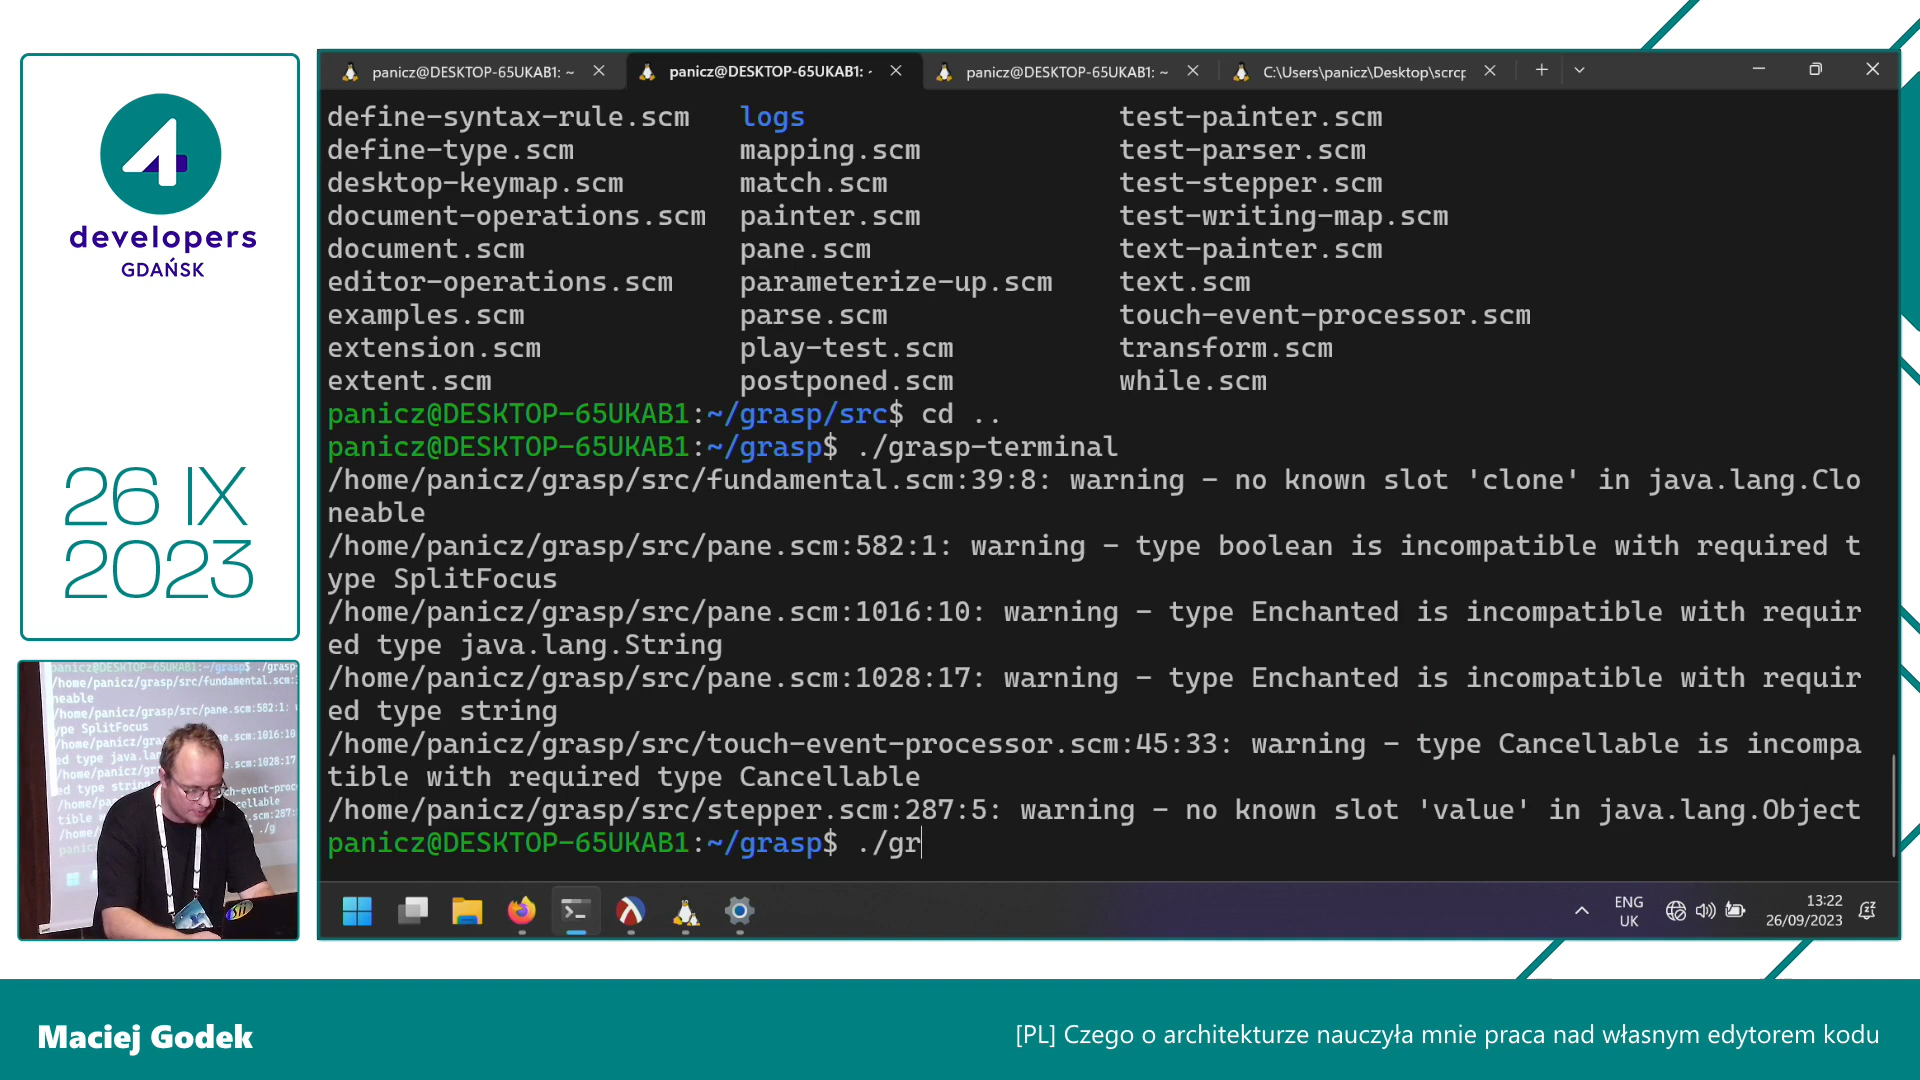 4
developers
GDAŃSK
26 IX
2023
panicz@DESKTOP-65UKAB1: ~
panicz@DESKTOP-65UKAB1: -
panicz@DESKTOP-65UKAB1: ~
C:\Users\panicz\Desktop\scrcp
define-syntax-rule.scm logs test-painter.scm
define-type.scm mapping.scm test-parser.scm
desktop-keymap.scm match.scm test-stepper.scm
document-operations.scm painter.scm test-writing-map.scm
document.scm pane.scm text-painter.scm
editor-operations.scm parameterize-up.scm text.scm
examples.scm parse.scm touch-event-processor.scm
extension.scm play-test.scm transform.scm
extent.scm postponed.scm while.scm
panicz@DESKTOP-65UKAB1:~/grasp/src$ cd ..
panicz@DESKTOP-65UKAB1:~/grasp$ ./grasp-terminal
/home/panicz/grasp/src/fundamental.scm:39:8: warning - no known slot 'clone' in java.lang.Clo
neable
/home/panicz/grasp/src/pane.scm:582:1: warning - type boolean is incompatible with required t
ype SplitFocus
/home/panicz/grasp/src/pane.scm:1016:10: warning - type Enchanted is incompatible with requir
ed type java.lang.String
/home/panicz/grasp/src/pane.scm:1028:17: warning - type Enchanted is incompatible with requir
ed type string
/home/panicz/grasp/src/touch-event-processor.scm:45:33: warning - type Cancellable is incompa
tible with required type Cancellable
/home/panicz/grasp/src/stepper.scm:287:5: warning - no known slot 'value' in java.lang.Object
panicz@DESKTOP-65UKAB1:~/grasp$ ./gr
ENG
UK
13:22
26/09/2023
Maciej Godek
[PL] Czego o architekturze nauczyła mnie praca nad własnym edytorem kodu